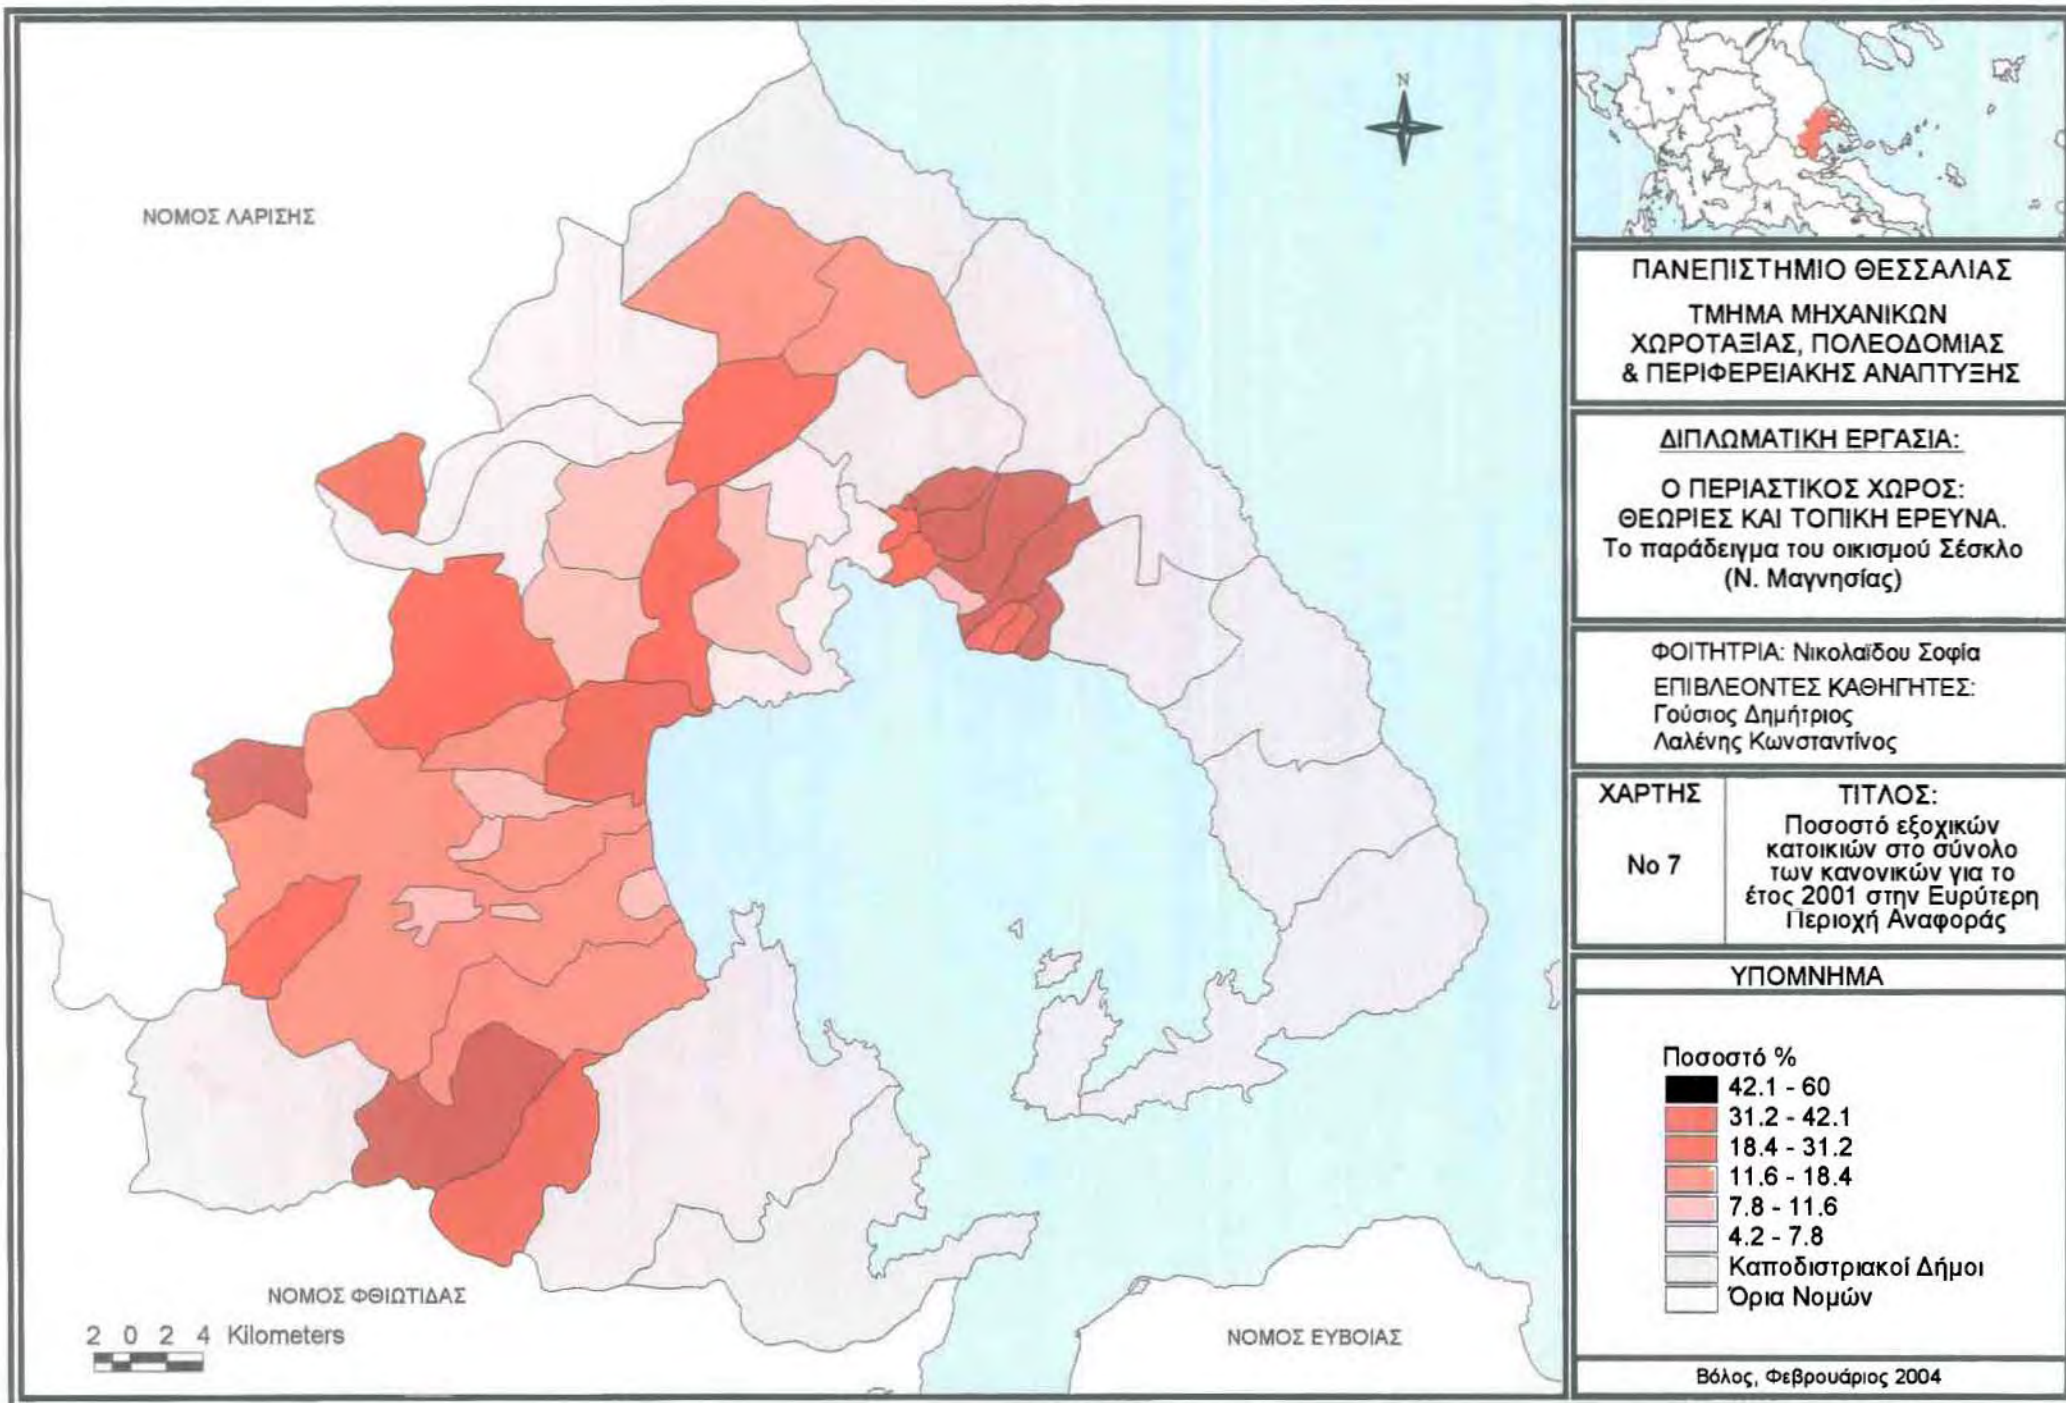 N
ΝΟΜΟΣ ΛΑΡΙΣΗΣ
ΝΟΜΟΣ ΦΘΙΩΤΙΔΑΣ
2 0 2 4 Kilometers
ΝΟΜΟΣ ΕΥΒΟΙΑΣ
ΠΑΝΕΠΙΣΤΗΜΙΟ ΘΕΣΣΑΛΙΑΣ
ΤΜΗΜΑ ΜΗΧΑΝΙΚΩΝ
ΧΩΡΟΤΑΞΙΑΣ, ΠΟΛΕΟΔΟΜΙΑΣ
& ΠΕΡΙΦΕΡΕΙΑΚΗΣ ΑΝΑΠΤΥΞΗΣ
ΔΙΠΛΩΜΑΤΙΚΗ ΕΡΓΑΣΙΑ:
Ο ΠΕΡΙΑΣΤΙΚΟΣ ΧΩΡΟΣ:
ΘΕΩΡΙΕΣ ΚΑΙ ΤΟΠΙΚΗ ΕΡΕΥΝΑ.
Το παράδειγμα του οικισμού Σέσκλο
(Ν. Μαγνησίας)
ΦΟΙΤΗΤΡΙΑ: Νικολαϊδου Σοφία
ΕΠΙΒΛΕΟΝΤΕΣ ΚΑΘΗΓΗΤΕΣ:
Γούσιος Δημήτριος
Λαλένης Κωνσταντίνος
ΧΑΡΤΗΣ
Νο 7
ΤΙΤΛΟΣ:
Ποσοστό εξοχικών
κατοικιών στο σύνολο
των κανονικών για το
έτος 2001 στην Ευρύτερη
Περιοχή Αναφοράς
ΥΠΟΜΝΗΜΑ
Ποσοστό %
42.1 - 60
31.2 - 42.1
18.4 - 31.2
11.6 - 18.4
7.8 - 11.6
4.2 - 7.8
Καποδιστριακοί Δήμοι
Όρια Νομών
Βόλος, Φεβρουάριος 2004